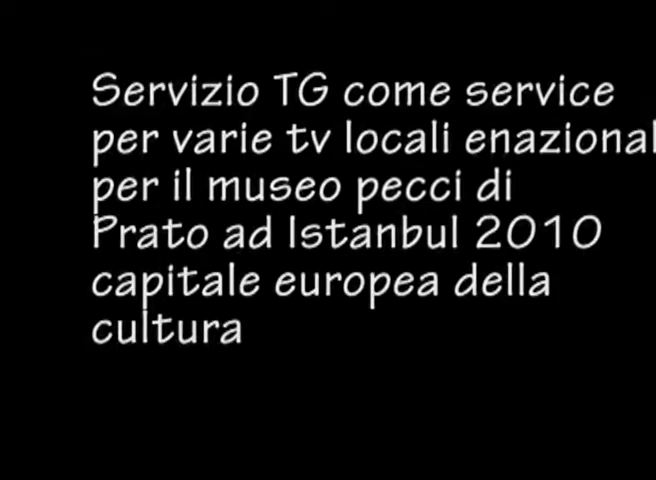 Servizio TG come service
per varie tv locali enazional
per il museo pecci di
Prato ad Istanbul 2010
capitale europea della
cultura